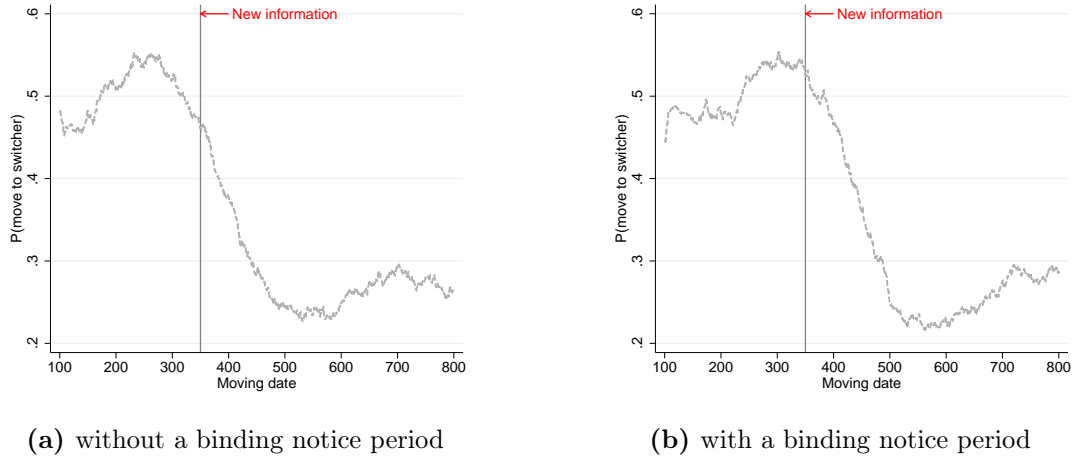 .6
.5
.4
.3
.2
P(move to switcher)
New information
100 200 300 400 500 600 700 800
Moving date
(a) without a binding notice period
.6
.5
.4
.3
.2
P(move to switcher)
New information
100 200 300 400 500 600 700 800
Moving date
(b) with a binding notice period